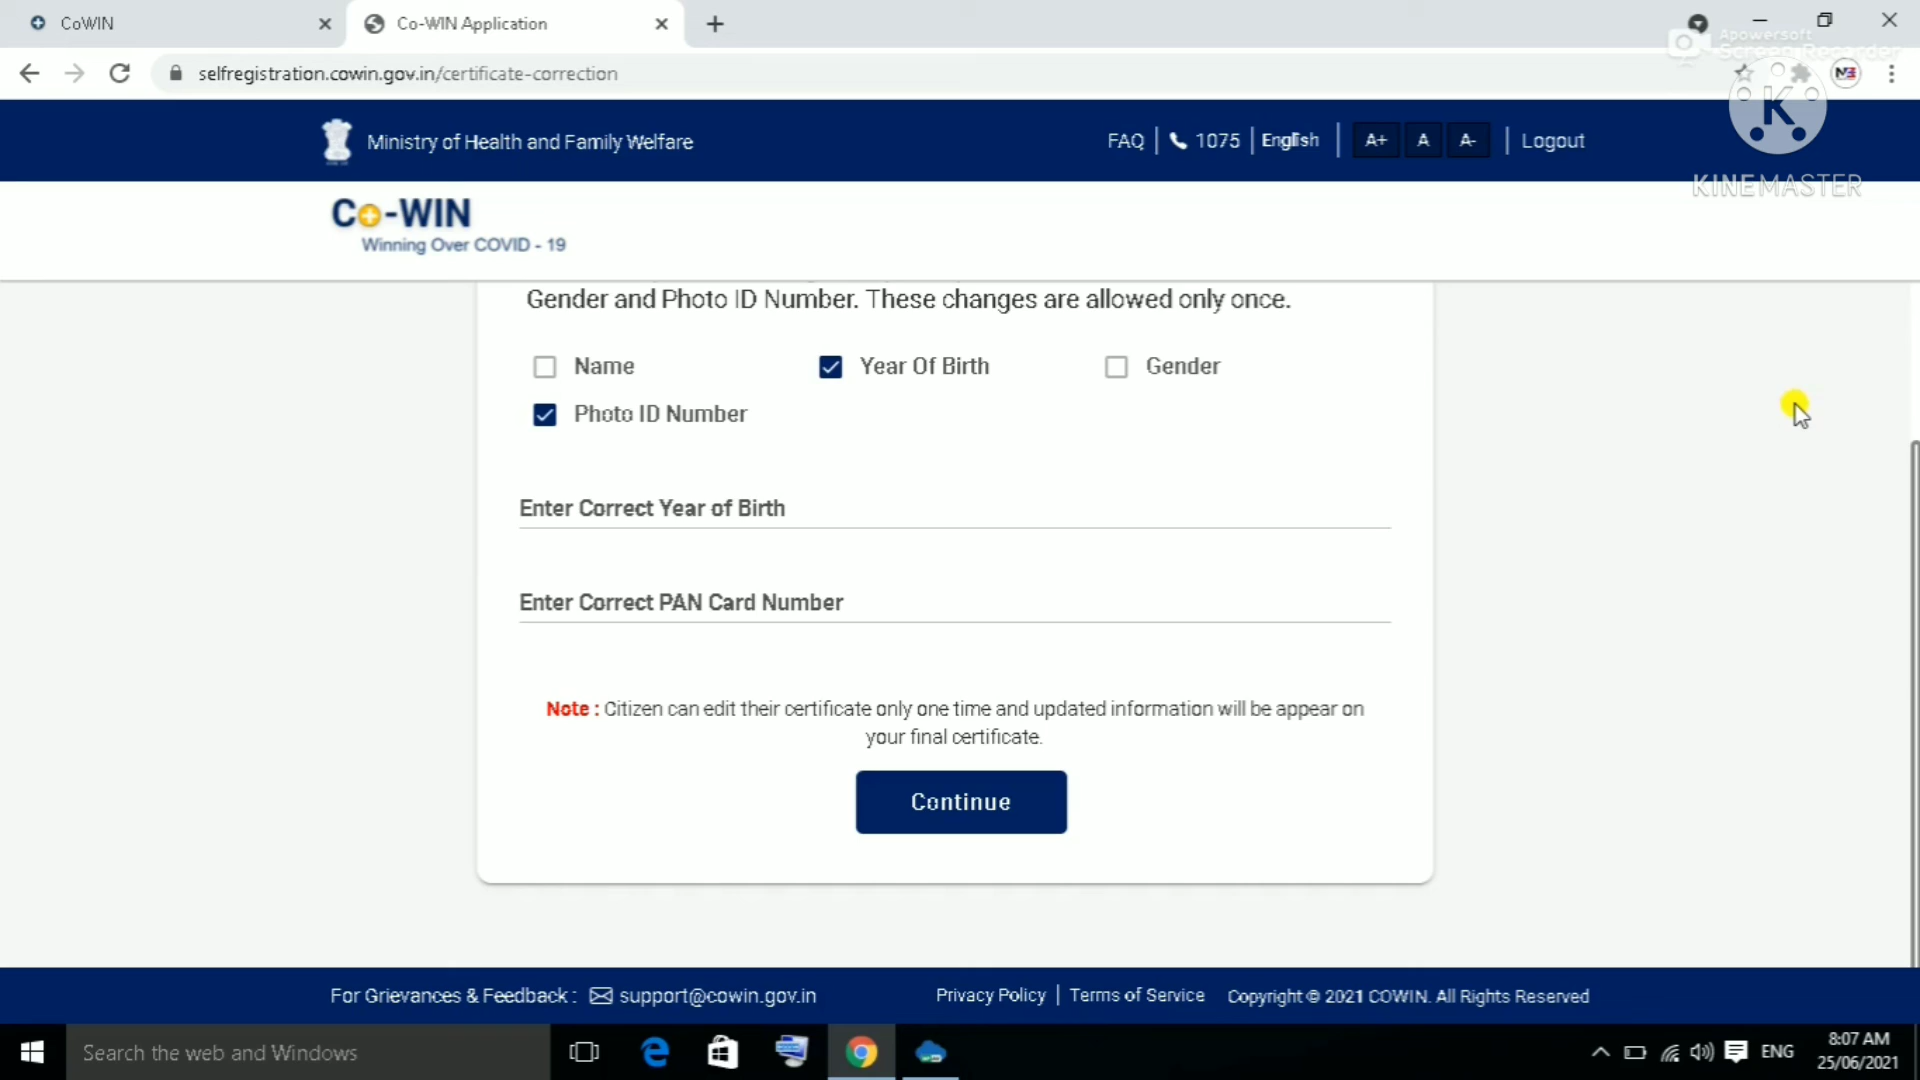 CoWIN
Co-WIN Application
Apowersoft
Screen Recorder
selfregistration.cowin.gov.in/certificate-correction
Ministry of Health and Family Welfare
FAQ
1075
English
A+
A
A-
Logout
K
KINEMASTER
Co-WIN
Winning Over COVID - 19
Gender and Photo ID Number. These changes are allowed only once.
Name
Year Of Birth
Gender
Photo ID Number
Enter Correct Year of Birth
Enter Correct PAN Card Number
Note : Citizen can edit their certificate only one time and updated information will be appear on
your final certificate.
Continue
For Grievances & Feedback : support@cowin.gov.in
Privacy Policy | Terms of Service
Copyright © 2021 COWIN. All Rights Reserved
Search the web and Windows
ENG
8:07 AM
25/06/2021